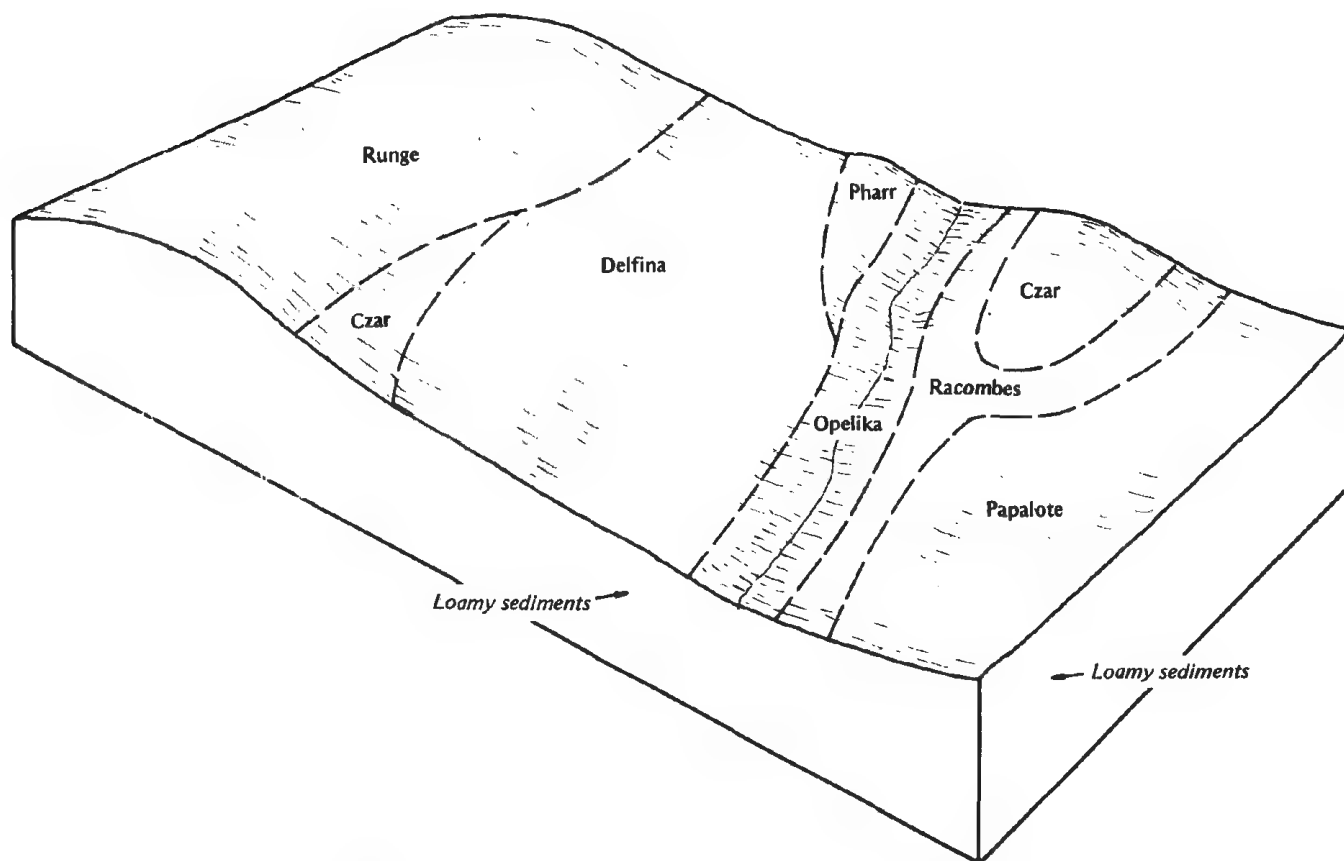 Runge
Pharr
Delfina
Czar
Czar
Racombes
Opelika
Papalote
Loamy sediments
Loamy sediments